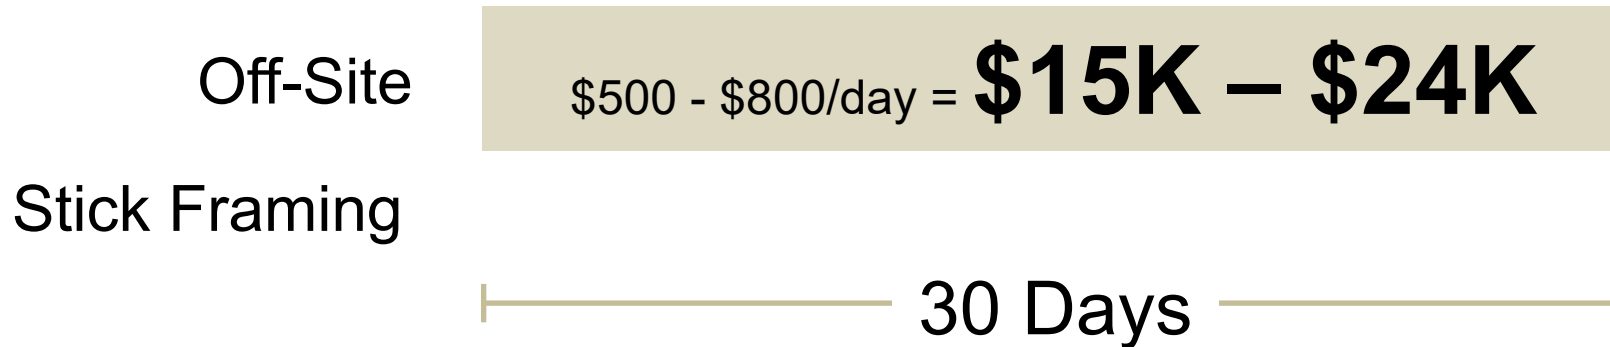 Off-Site
$500 - $800/day = $15K – $24K
Stick Framing
30 Days